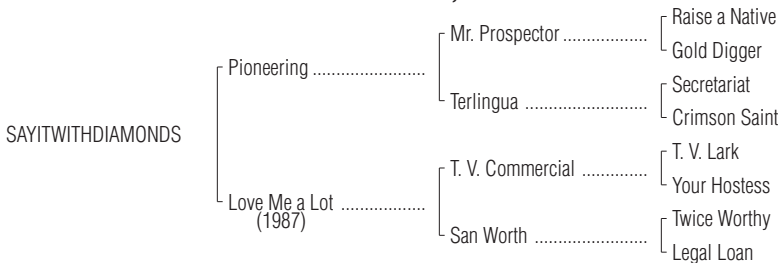 Raise a Native
Mr. Prospector ...................
Gold Digger
Pioneering .........................
Secretariat
Terlingua ...........................
Crimson Saint
SAYITWITHDIAMONDS
T. V. Lark
T. V. Commercial ...............
Your Hostess
Love Me a Lot ...................
(1987)
Twice Worthy
San Worth .........................
Legal Loan